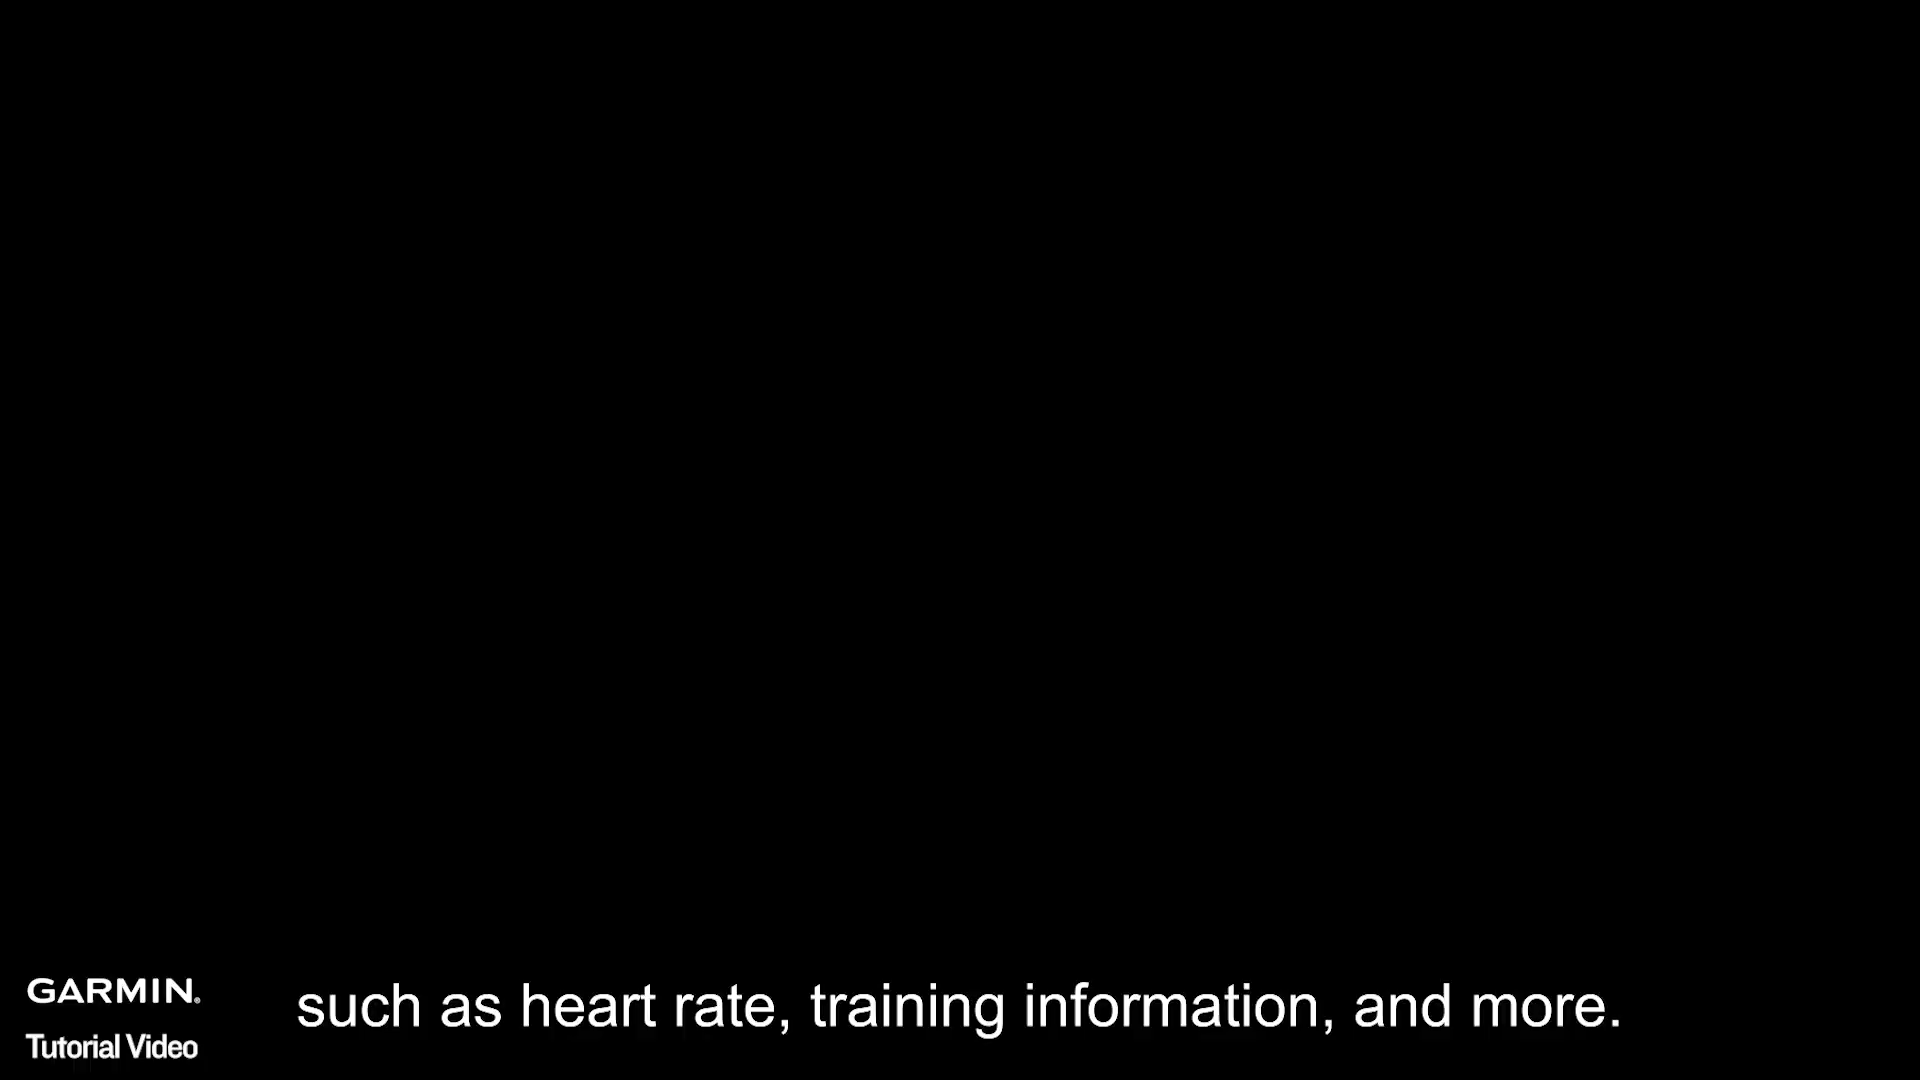 GARMIN®
Tutorial Video
such as heart rate, training information, and more.